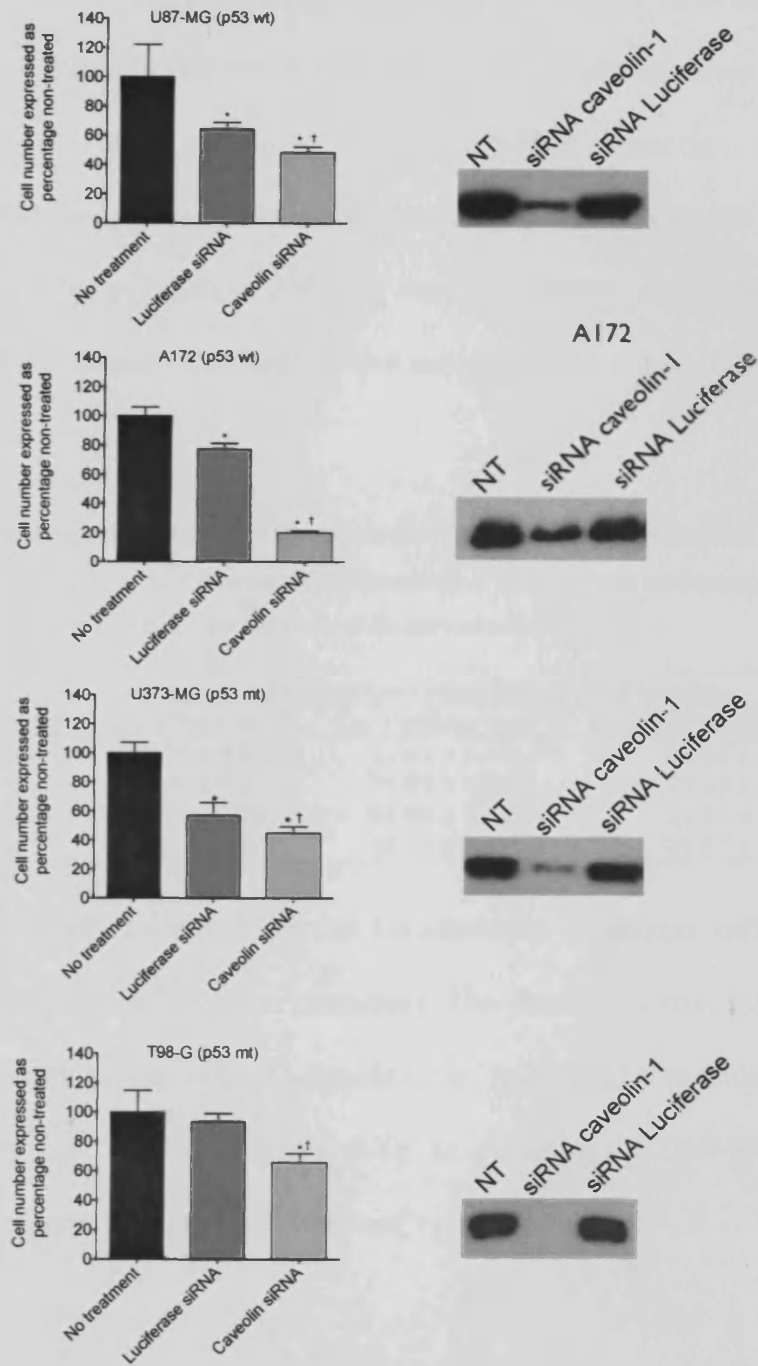 U87-MG (p53 wt)
Cell number expressed as
percentage non-treated
140
120
100
80
60
40
20
0
*
* †
No treatment
Luciferase siRNA
Caveolin siRNA
NT
siRNA caveolin-1
siRNA Luciferase
A172 (p53 wt)
Cell number expressed as
percentage non-treated
140
120
100
80
60
40
20
0
*
* †
No treatment
Luciferase siRNA
Caveolin siRNA
A172
NT
siRNA caveolin-1
siRNA Luciferase
U373-MG (p53 mt)
Cell number expressed as
percentage non-treated
140
120
100
80
60
40
20
0
*
* †
No treatment
Luciferase siRNA
Caveolin siRNA
NT
siRNA caveolin-1
siRNA Luciferase
T98-G (p53 mt)
Cell number expressed as
percentage non-treated
140
120
100
80
60
40
20
0
* †
No treatment
Luciferase siRNA
Caveolin siRNA
NT
siRNA caveolin-1
siRNA Luciferase